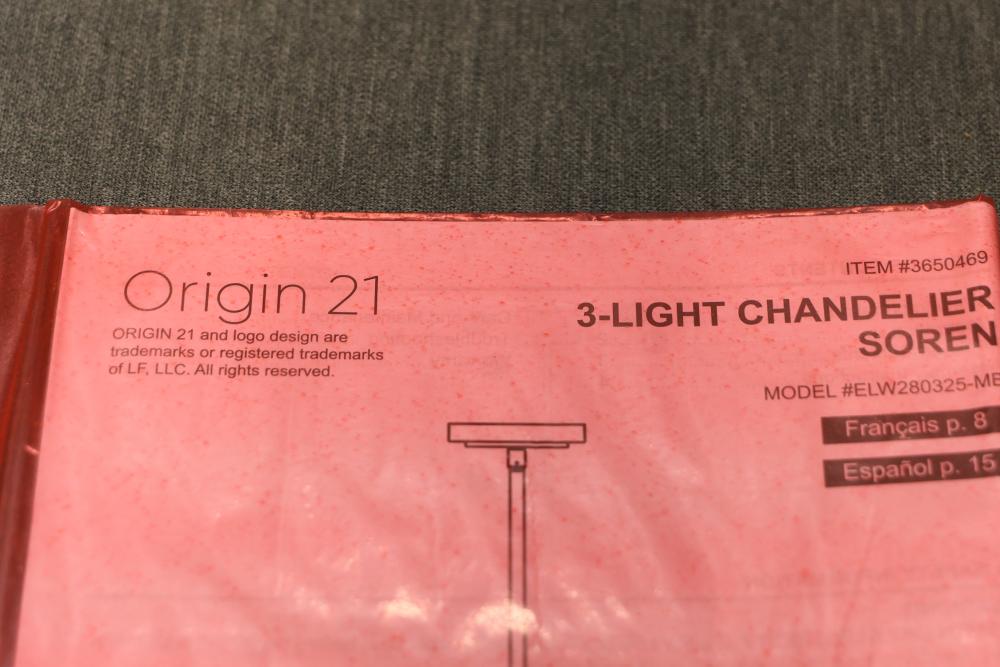 Origin 21
ORIGIN 21 and logo design are
trademarks or registered trademarks
of LF, LLC. All rights reserved.
ITEM #3650469
3-LIGHT CHANDELIER
SOREN
MODEL #ELW280325-MB
Français p. 8
Español p. 15